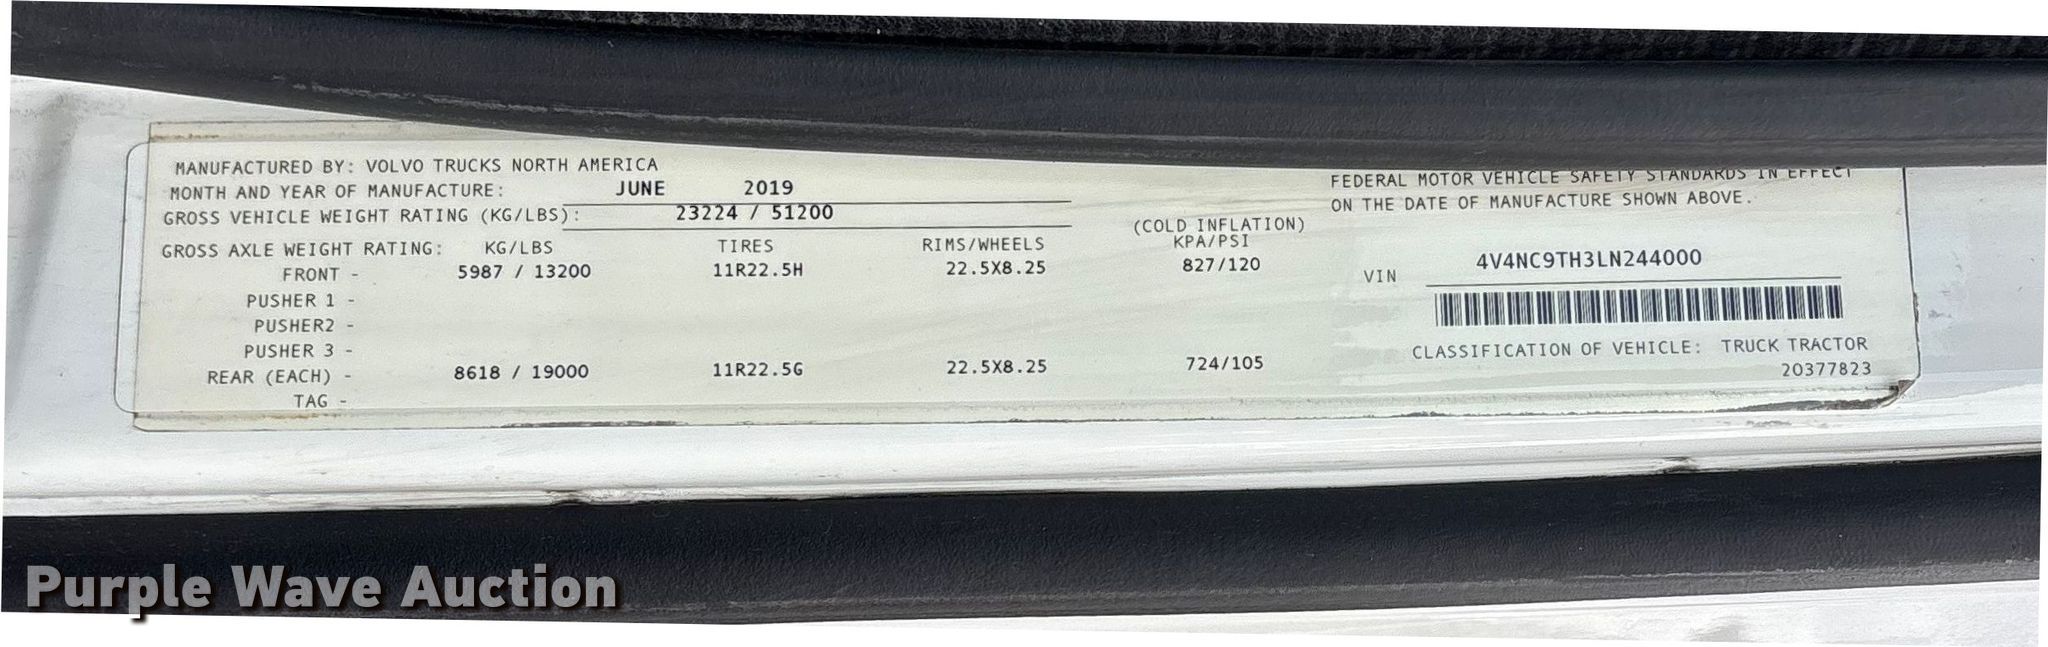 MANUFACTURED BY: VOLVO TRUCKS NORTH AMERICA
MONTH AND YEAR OF MANUFACTURE: JUNE 2019
GROSS VEHICLE WEIGHT RATING (KG/LBS): 23224 / 51200
GROSS AXLE WEIGHT RATING: KG/LBS TIRES RIMS/WHEELS (COLD INFLATION) KPA/PSI
FRONT - 5987 / 13200 11R22.5H 22.5X8.25 827/120
PUSHER 1 -
PUSHER2 -
PUSHER 3 -
REAR (EACH) - 8618 / 19000 11R22.5G 22.5X8.25 724/105
TAG -
FEDERAL MOTOR VEHICLE SAFETY STANDARDS IN EFFECT
ON THE DATE OF MANUFACTURE SHOWN ABOVE.
VIN 4V4NC9TH3LN244000
CLASSIFICATION OF VEHICLE: TRUCK TRACTOR
20377823
Purple Wave Auction